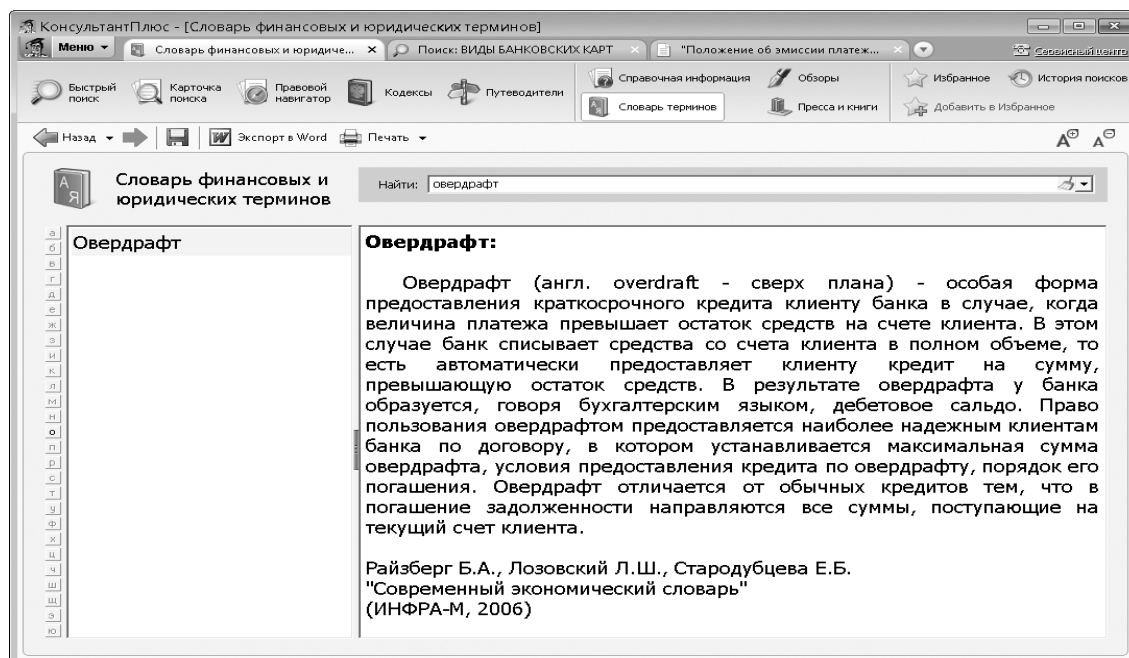 КонсультантПлюс - [Словарь финансовых и юридических терминов]
Меню
Словарь финансовых и юридиче...
Поиск: ВИДЫ БАНКОВСКИХ КАРТ
"Положение об эмиссии платеж...
Сервисный центр
Быстрый поиск
Карточка поиска
Правовой навигатор
Кодексы
Путеводители
Справочная информация
Обзоры
Избранное
История поисков
Словарь терминов
Пресса и книги
Добавить в Избранное
Назад
Экспорт в Word
Печать
Словарь финансовых и
юридических терминов
Найти: овердрафт
а
б
в
г
д
е
ж
з
и
к
л
м
н
о
п
р
с
т
у
ф
х
ц
ч
ш
щ
э
ю
Овердрафт
Овердрафт:
Овердрафт (англ. overdraft - сверх плана) - особая форма
предоставления краткосрочного кредита клиенту банка в случае, когда
величина платежа превышает остаток средств на счете клиента. В этом
случае банк списывает средства со счета клиента в полном объеме, то
есть автоматически предоставляет клиенту кредит на сумму,
превышающую остаток средств. В результате овердрафта у банка
образуется, говоря бухгалтерским языком, дебетовое сальдо. Право
пользования овердрафтом предоставляется наиболее надежным клиентам
банка по договору, в котором устанавливается максимальная сумма
овердрафта, условия предоставления кредита по овердрафту, порядок его
погашения. Овердрафт отличается от обычных кредитов тем, что в
погашение задолженности направляются все суммы, поступающие на
текущий счет клиента.
Райзберг Б.А., Лозовский Л.Ш., Стародубцева Е.Б.
"Современный экономический словарь"
(ИНФРА-М, 2006)